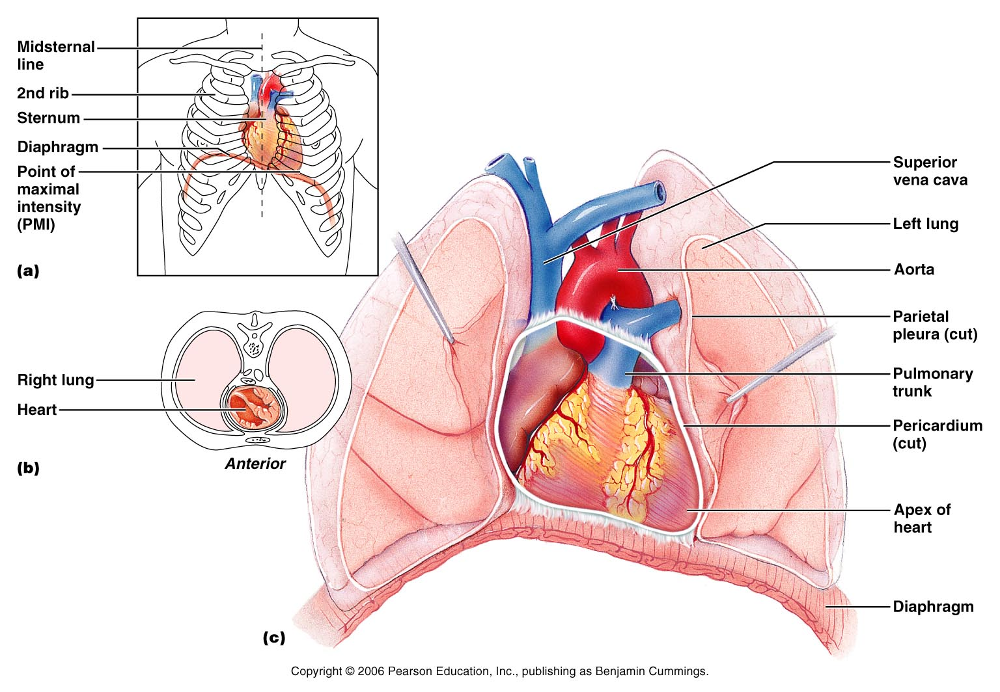 Midsternal
line
2nd rib
Sternum
Diaphragm
Point of
maximal
intensity
(PMI)
(a)
Right lung
Heart
Anterior
(b)
Superior
vena cava
Left lung
Aorta
Parietal
pleura (cut)
Pulmonary
trunk
Pericardium
(cut)
Apex of
heart
Diaphragm
(c)
Copyright © 2006 Pearson Education, Inc., publishing as Benjamin Cummings.